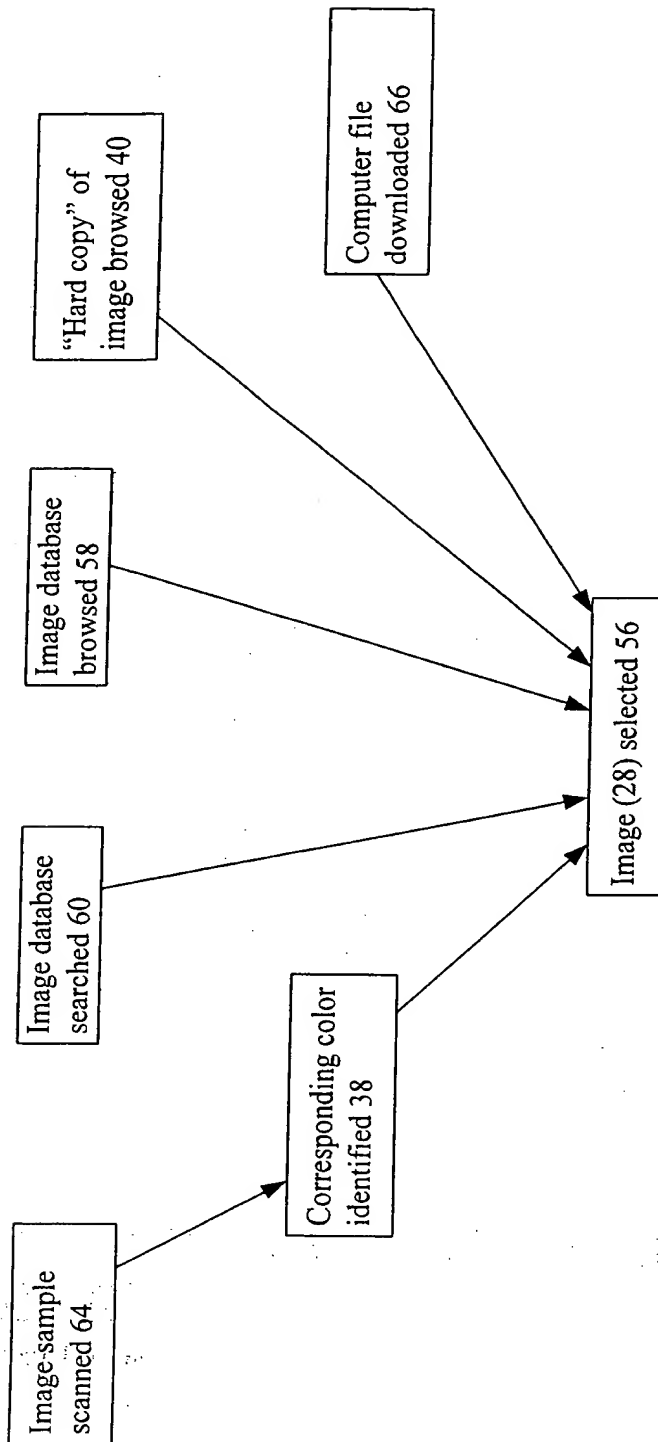 Image-sample
scanned 64
Image database
searched 60
Image database
browsed 58
“Hard copy” of
image browsed 40
Corresponding color
identified 38
Computer file
downloaded 66
Image (28) selected 56